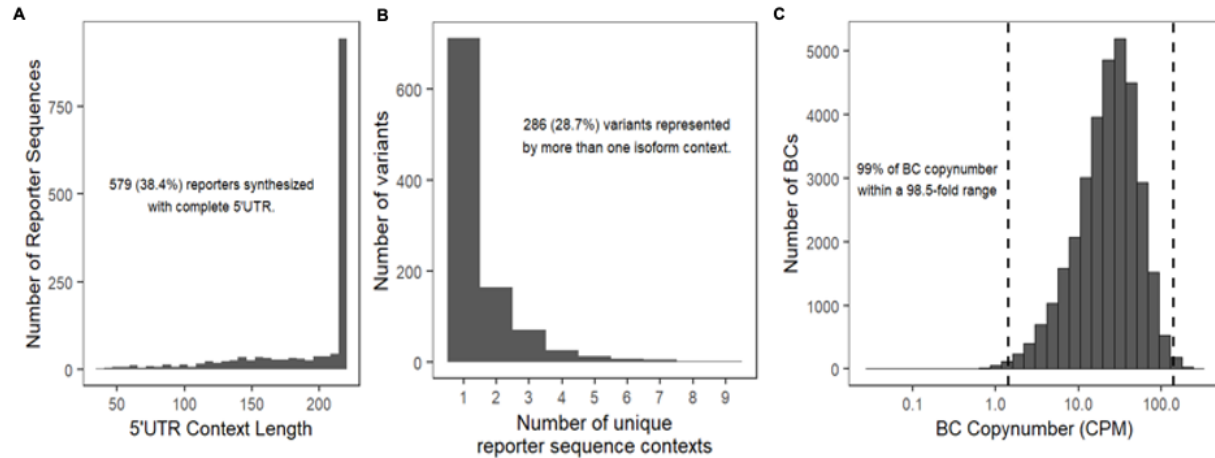 A
Number of Reporter Sequences
750
500
250
0
579 (38.4%) reporters synthesized
with complete 5'UTR.
50 100 150 200
5'UTR Context Length
B
Number of variants
600
400
200
0
286 (28.7%) variants represented
by more than one isoform context.
1 2 3 4 5 6 7 8 9
Number of unique
reporter sequence contexts
C
Number of BCs
5000
4000
3000
2000
1000
0
99% of BC copynumber
within a 98.5-fold range
0.1 1.0 10.0 100.0
BC Copynumber (CPM)